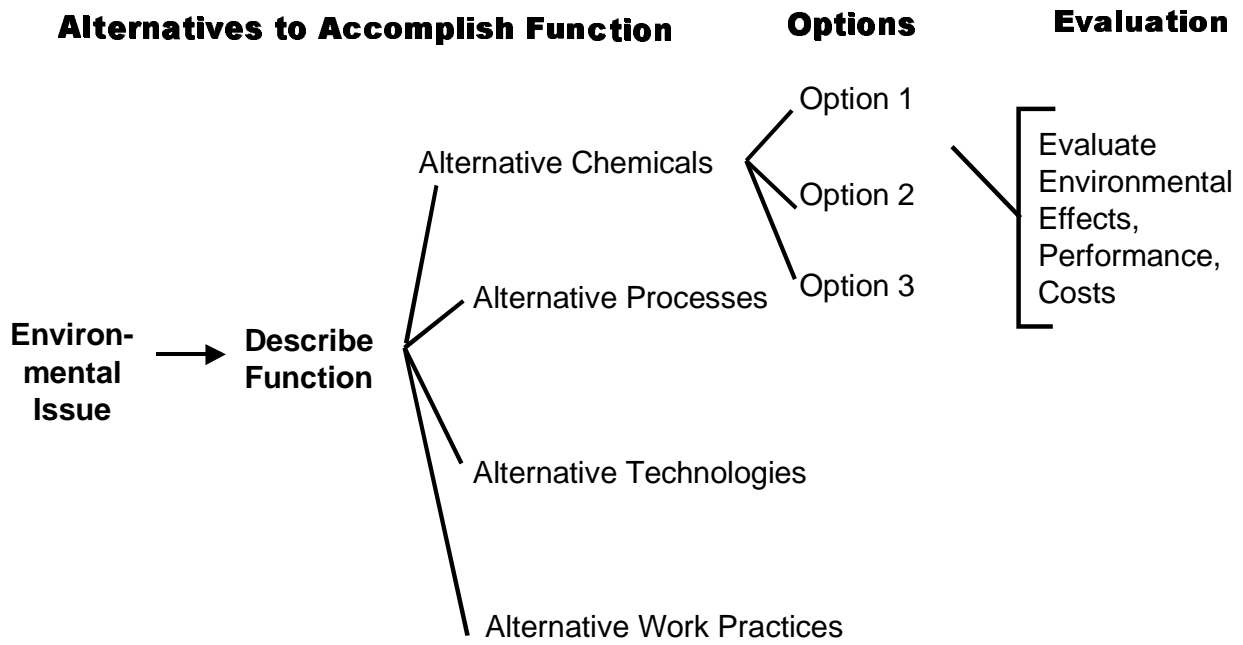 Alternatives to Accomplish Function
Options
Evaluation
Environ-
mental
Issue
Describe
Function
Alternative Chemicals
Alternative Processes
Alternative Technologies
Alternative Work Practices
Option 1
Option 2
Option 3
Evaluate
Environmental
Effects,
Performance,
Costs